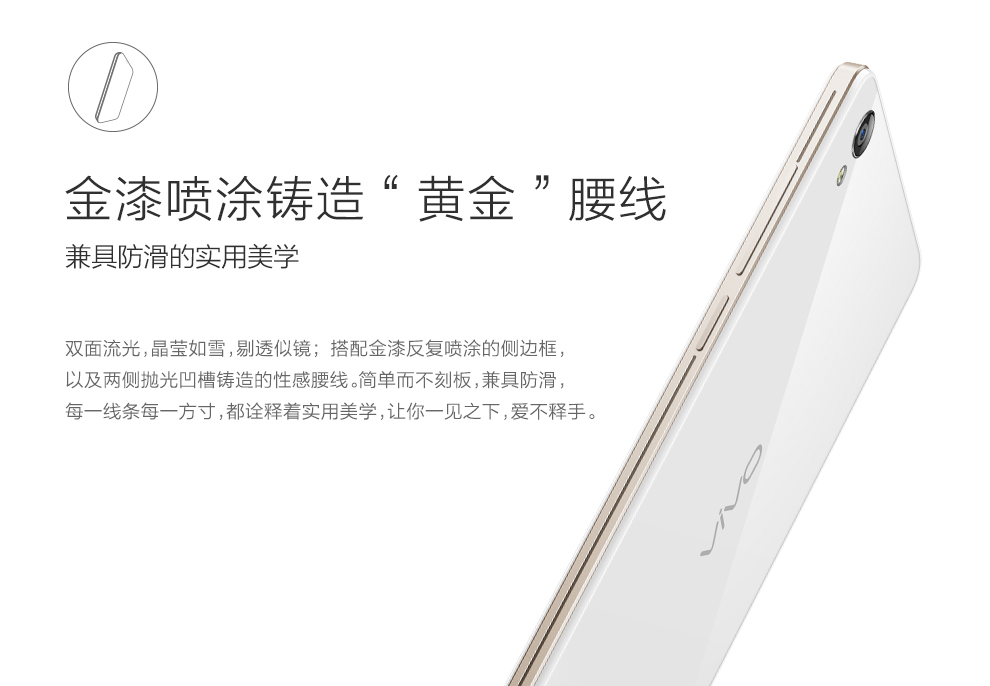 金漆喷涂铸造“黄金”腰线
兼具防滑的实用美学
双面流光,晶莹如雪,剔透似镜；搭配金漆反复喷涂的侧边框，
以及两侧抛光凹槽铸造的性感腰线。简单而不刻板,兼具防滑，
每一线条每一方寸,都诠释着实用美学,让你一见之下,爱不释手。
vivo